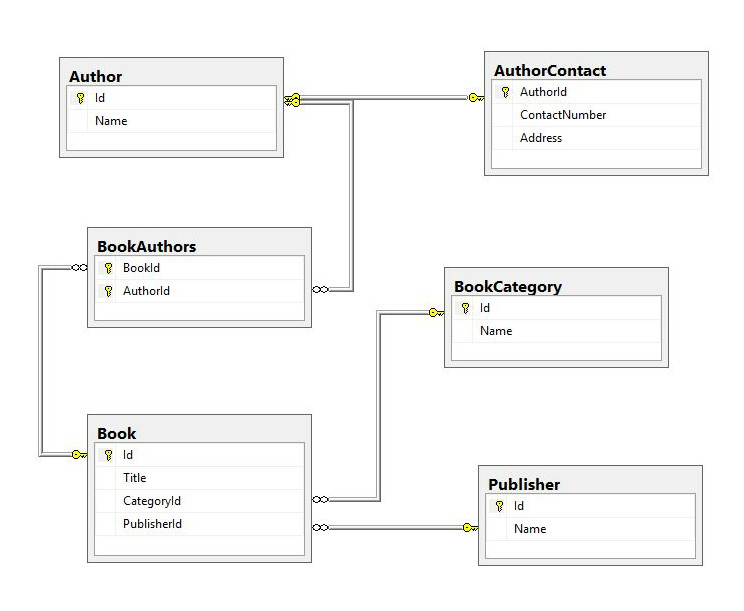 Author
Id
Name
AuthorContact
AuthorId
ContactNumber
Address
BookAuthors
BookId
AuthorId
BookCategory
Id
Name
Book
Id
Title
CategoryId
PublisherId
Publisher
Id
Name